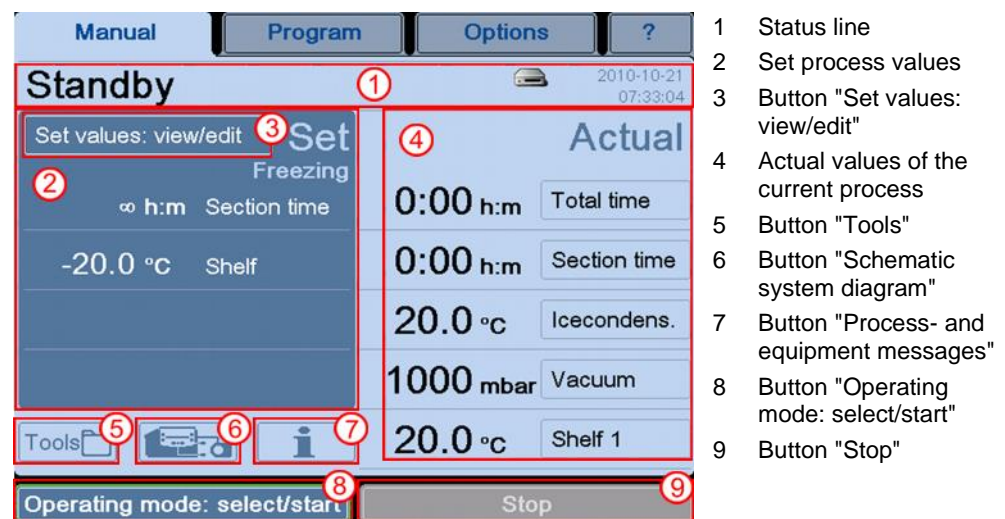 Manual Program Options ?
Standby 1 2010-10-21
07:33:04
Set values: view/edit 3 Set
Freezing
2
∞ h:m Section time
-20.0 °C Shelf
4 Actual
0:00 h:m Total time
0:00 h:m Section time
20.0 °C Icecondens.
1000 mbar Vacuum
20.0 °C Shelf 1
Tools 5 6 i 7
Operating mode: select/start 8 Stop 9
1 Status line
2 Set process values
3 Button "Set values:
view/edit"
4 Actual values of the
current process
5 Button "Tools"
6 Button "Schematic
system diagram"
7 Button "Process- and
equipment messages"
8 Button "Operating
mode: select/start"
9 Button "Stop"